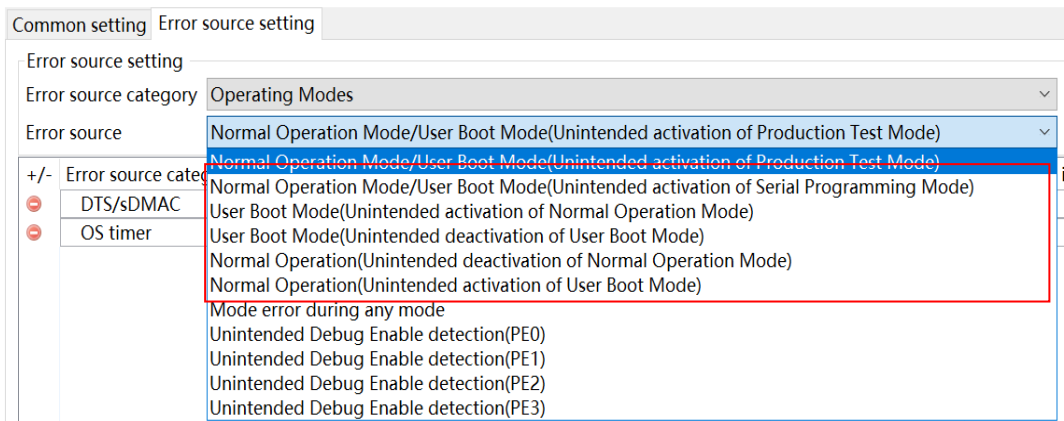 Common setting Error source setting
Error source setting
Error source category Operating Modes
Error source Normal Operation Mode/User Boot Mode(Unintended activation of Production Test Mode)
Normal Operation Mode/User Boot Mode(Unintended activation of Production Test Mode)
+/- Error source categ
Normal Operation Mode/User Boot Mode(Unintended activation of Serial Programming Mode)
DTS/sDMAC
User Boot Mode(Unintended activation of Normal Operation Mode)
OS timer
User Boot Mode(Unintended deactivation of User Boot Mode)
Normal Operation(Unintended deactivation of Normal Operation Mode)
Normal Operation(Unintended activation of User Boot Mode)
Mode error during any mode
Unintended Debug Enable detection(PE0)
Unintended Debug Enable detection(PE1)
Unintended Debug Enable detection(PE2)
Unintended Debug Enable detection(PE3)